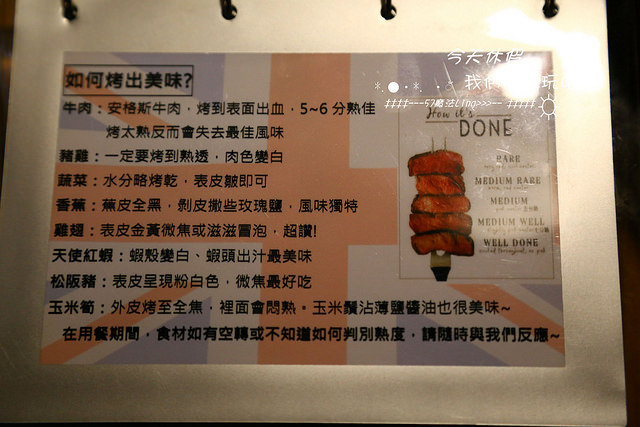 如何烤出美味?
牛肉：安格斯牛肉，烤到表面出血，5~6分熟佳
烤太熟反而會失去最佳風味
豬雞：一定要烤到熟透，肉色變白
蔬菜：水分略烤乾，表皮皺即可
香蕉：蕉皮全黑，剝皮撒些玫瑰鹽，風味獨特
雞翅：表皮金黃微焦或滋滋冒泡，超讚!
天使紅蝦：蝦殼變白、蝦頭出汁最美味
松阪豬：表皮呈現粉白色，微焦最好吃
玉米筍：外皮烤至全焦，裡面會悶熟。玉米鬚沾薄鹽醬油也很美味~
在用餐期間，食材如有空轉或不知道如何判別熟度，請隨時與我們反應~
How it's
DONE
RARE
MEDIUM RARE
MEDIUM
MEDIUM WELL
WELL DONE